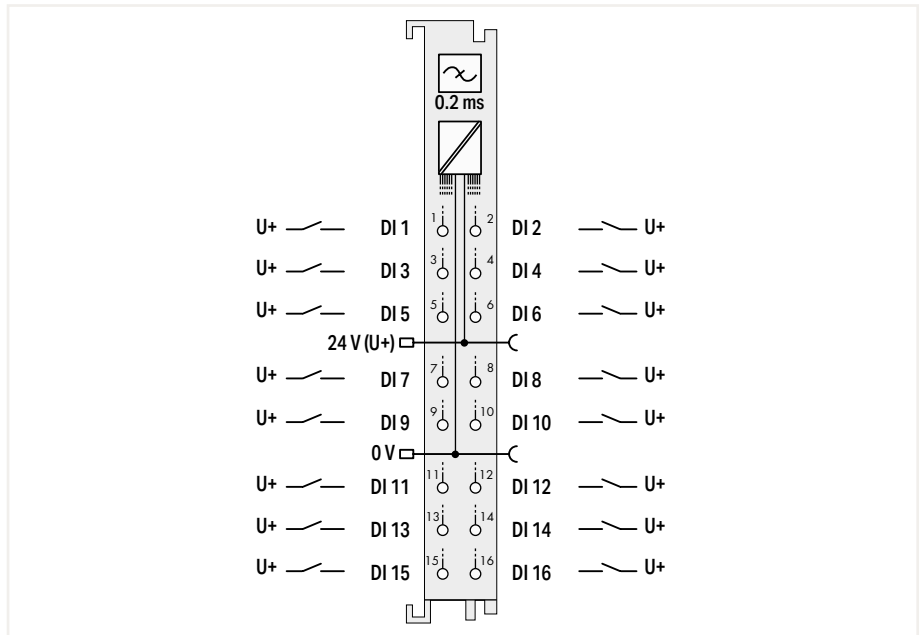 0.2 ms
U+ DI 1 1 2 DI 2 U+
U+ DI 3 3 4 DI 4 U+
U+ DI 5 5 6 DI 6 U+
24 V (U+)
U+ DI 7 7 8 DI 8 U+
U+ DI 9 9 10 DI 10 U+
0 V
U+ DI 11 11 12 DI 12 U+
U+ DI 13 13 14 DI 14 U+
U+ DI 15 15 16 DI 16 U+